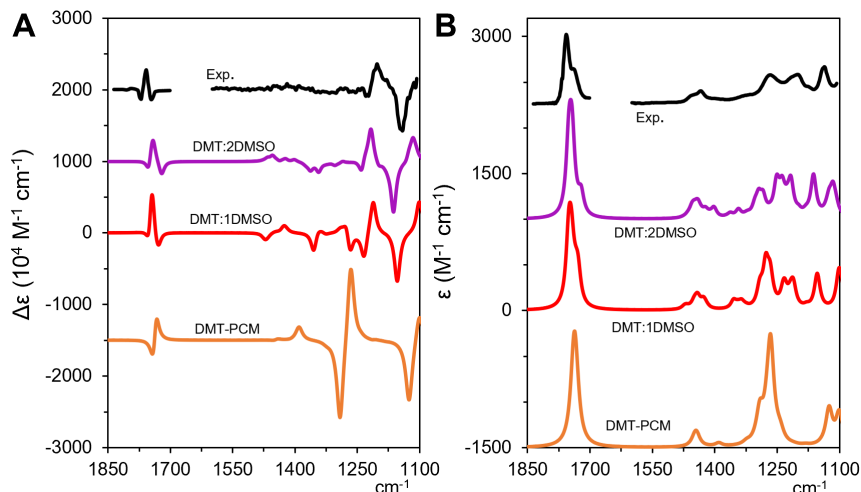 A
B
3000
2000
1000
0
-1000
-2000
-3000
Δε (10⁴ M⁻¹ cm⁻¹)
Exp.
DMT:2DMSO
DMT:1DMSO
DMT-PCM
1850 1700 1550 1400 1250 1100
cm⁻¹
3000
1500
0
-1500
ε (M⁻¹ cm⁻¹)
Exp.
DMT:2DMSO
DMT:1DMSO
DMT-PCM
1850 1700 1550 1400 1250 1100
cm⁻¹